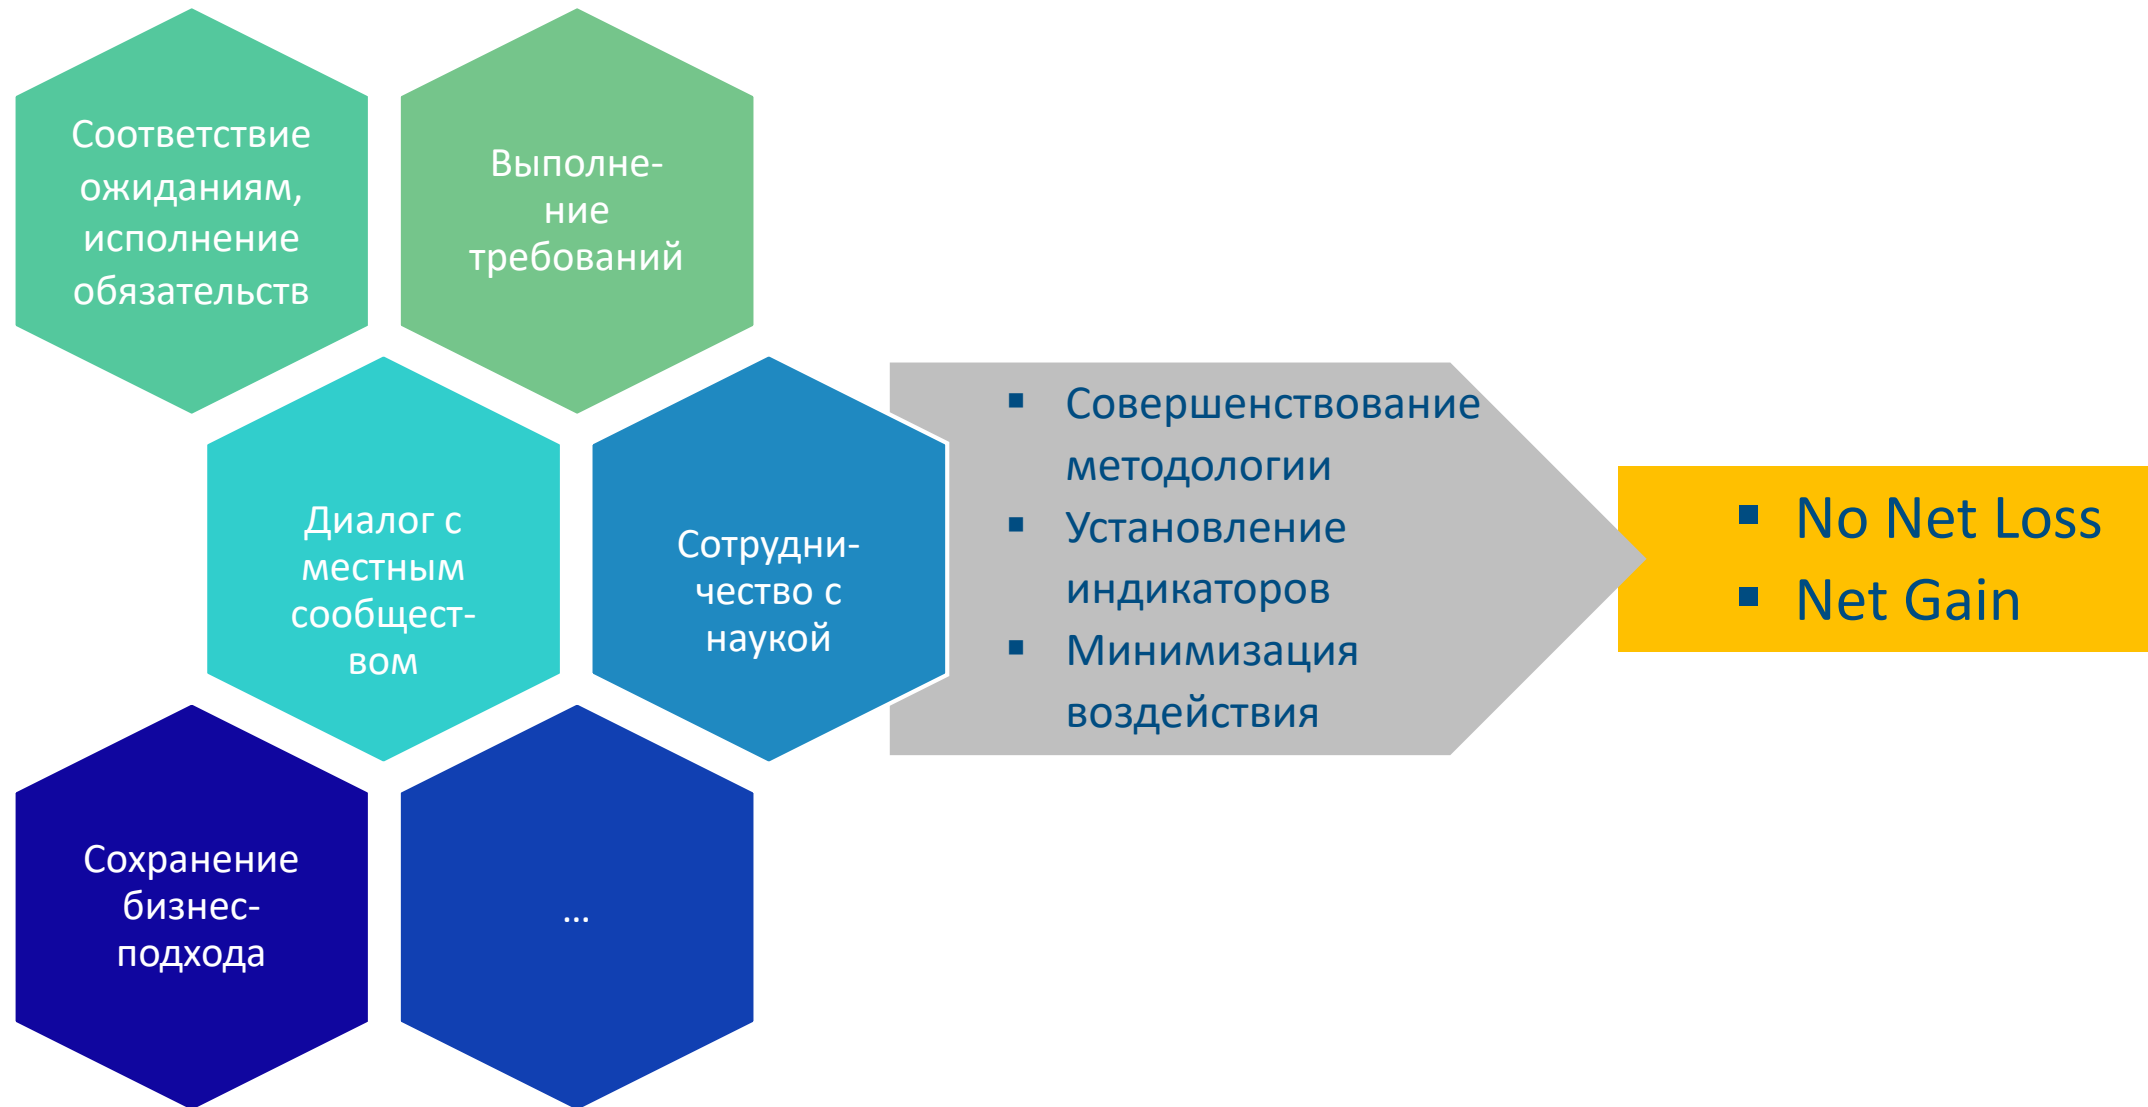 Соответствие
ожиданиям,
исполнение
обязательств
Выполне-
ние
требований
Диалог с
местным
сообщест-
вом
Сотрудни-
чество с
наукой
Сохранение
бизнес-
подхода
...
▪ Совершенствование
методологии
▪ Установление
индикаторов
▪ Минимизация
воздействия
▪ No Net Loss
▪ Net Gain